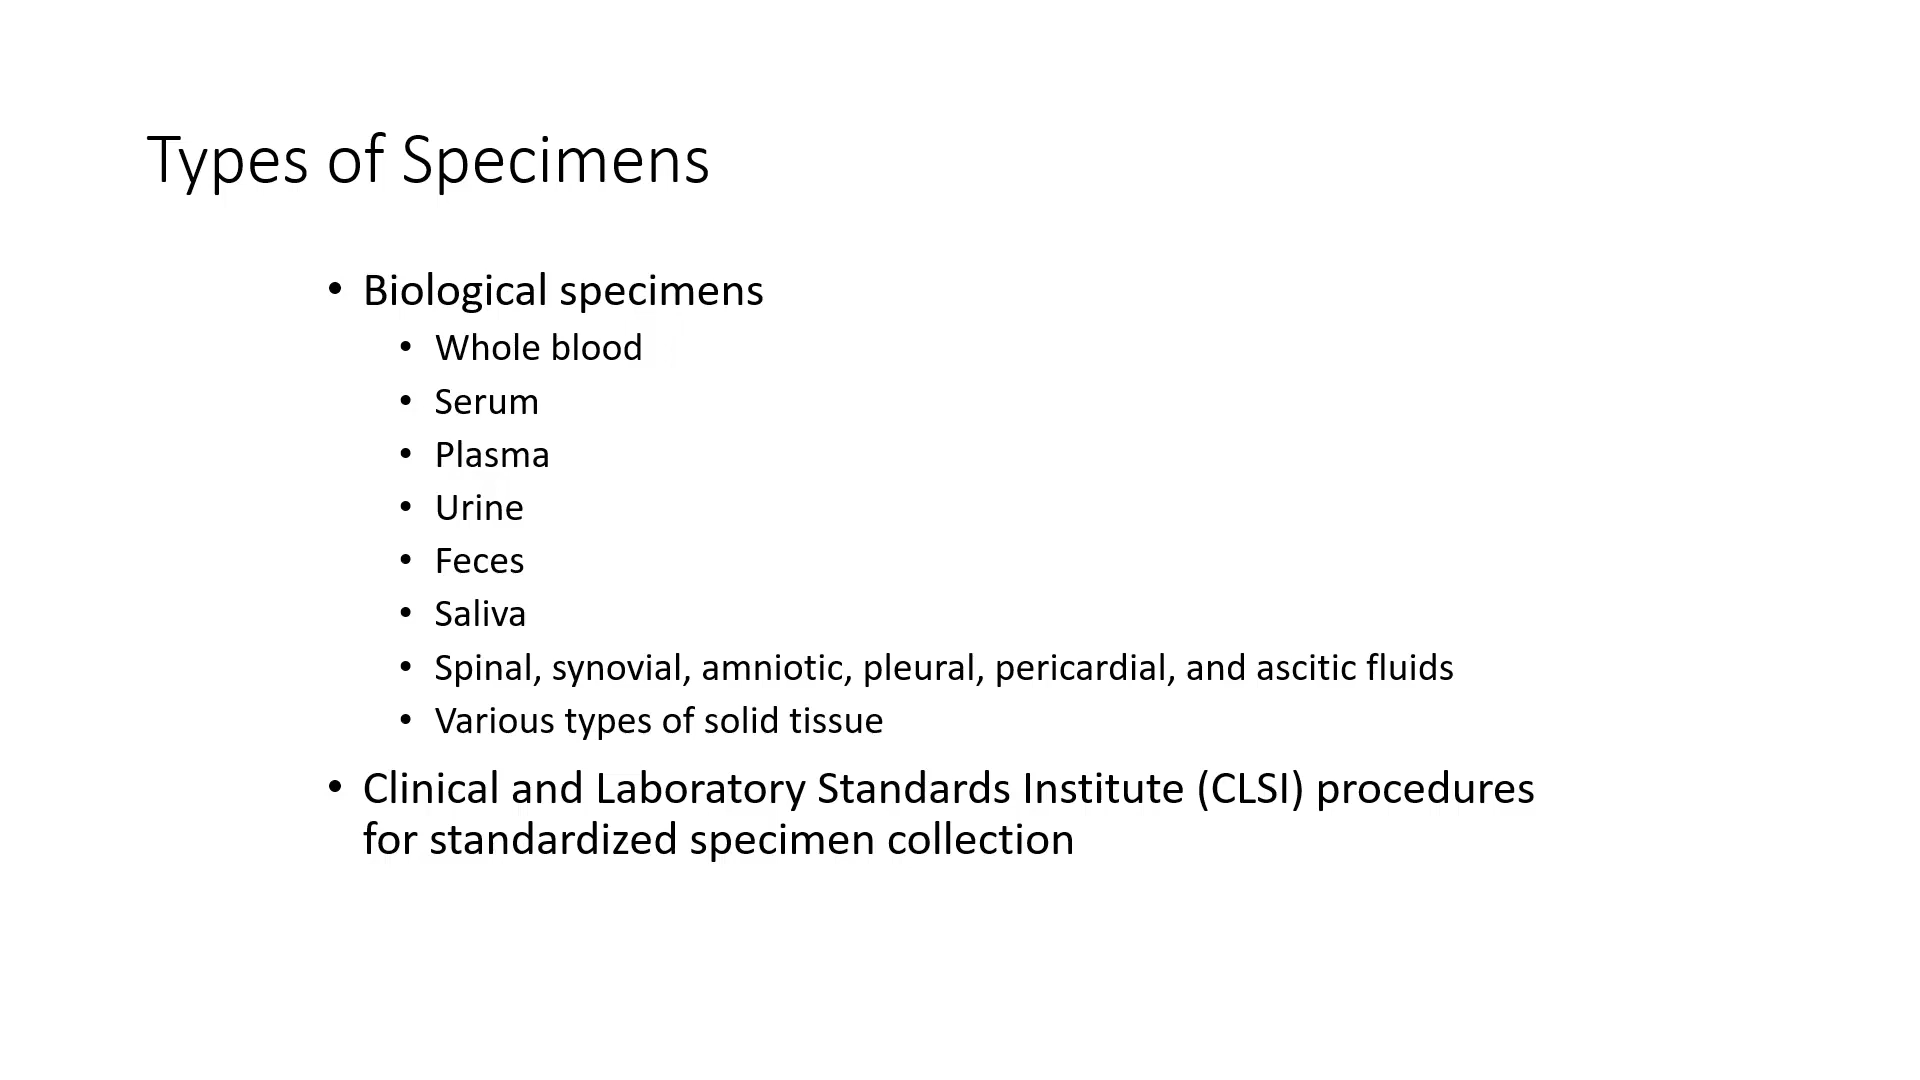 Types of Specimens
• Biological specimens
• Whole blood
• Serum
• Plasma
• Urine
• Feces
• Saliva
• Spinal, synovial, amniotic, pleural, pericardial, and ascitic fluids
• Various types of solid tissue
• Clinical and Laboratory Standards Institute (CLSI) procedures
for standardized specimen collection